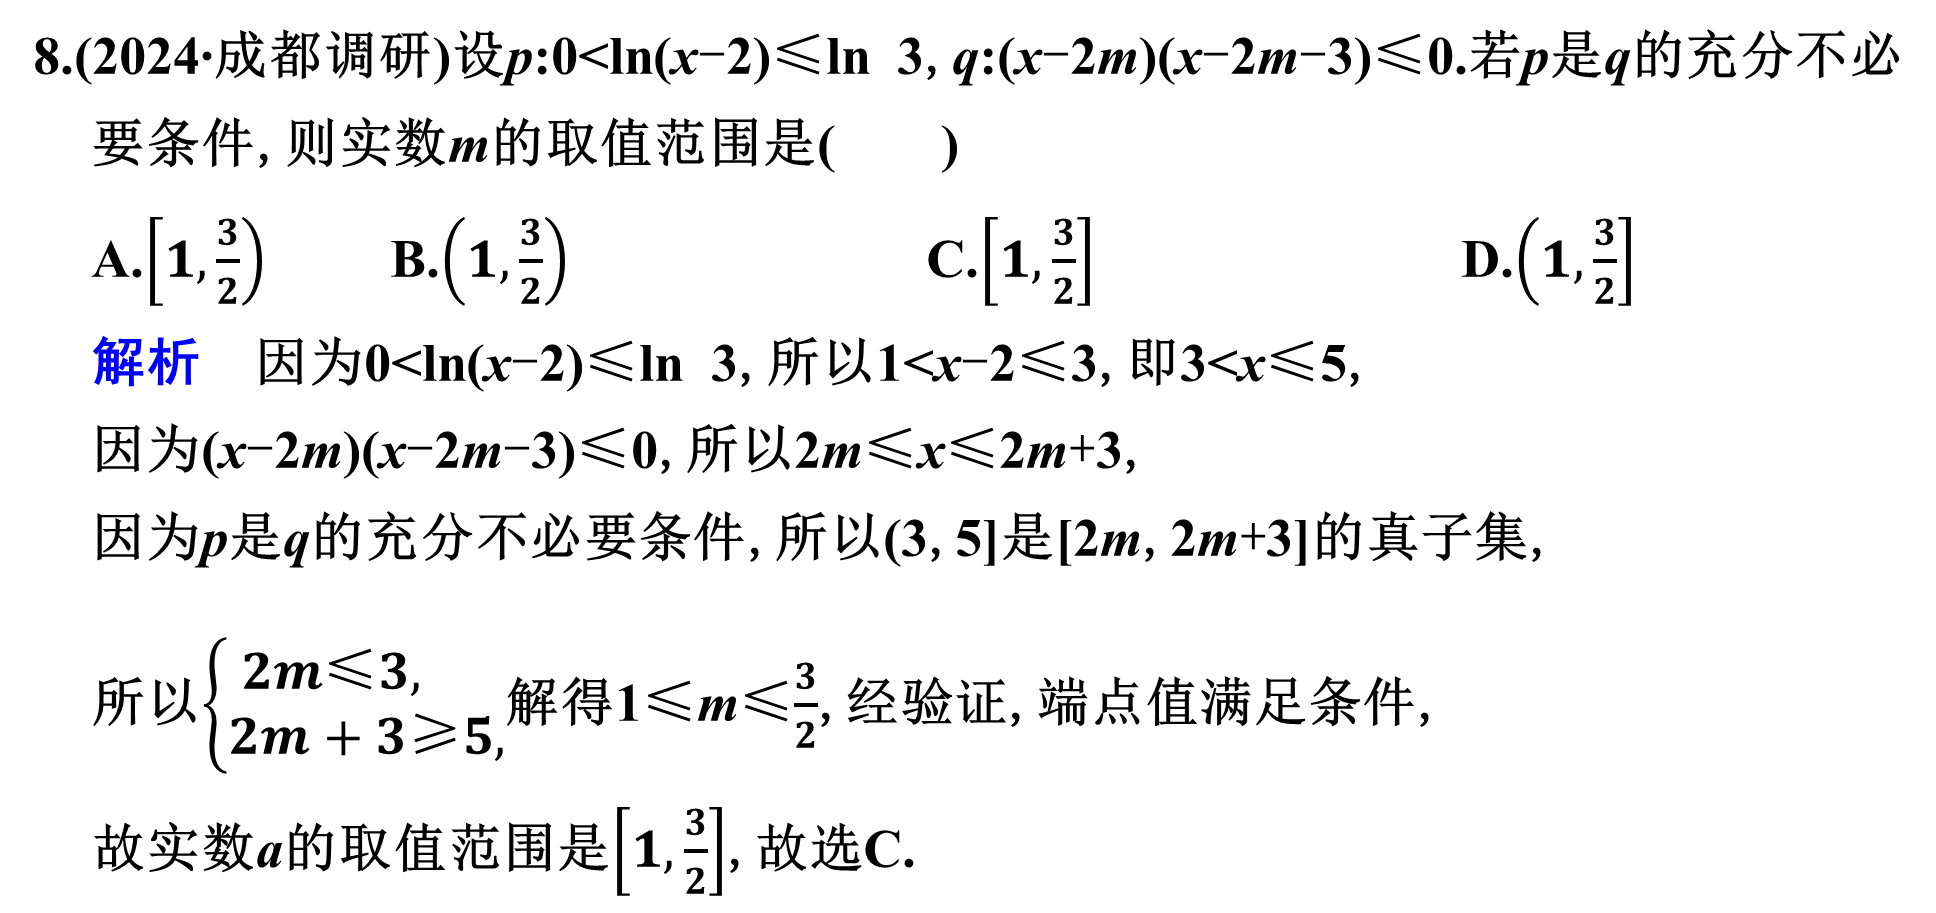 8.(2024·成都调研)设p:0<ln(x−2)≤ln 3, q:(x−2m)(x−2m−3)≤0.若p是q的充分不必
要条件, 则实数m的取值范围是(　　)
A.[1, 3/2)　B.(1, 3/2)　C.[1, 3/2]　D.(1, 3/2]
解析　因为0<ln(x−2)≤ln 3, 所以1<x−2≤3, 即3<x≤5,
因为(x−2m)(x−2m−3)≤0, 所以2m≤x≤2m+3,
因为p是q的充分不必要条件, 所以(3, 5]是[2m, 2m+3]的真子集,
所以{2m≤3, 2m + 3≥5, 解得1≤m≤3/2, 经验证, 端点值满足条件,
故实数a的取值范围是[1, 3/2], 故选C.